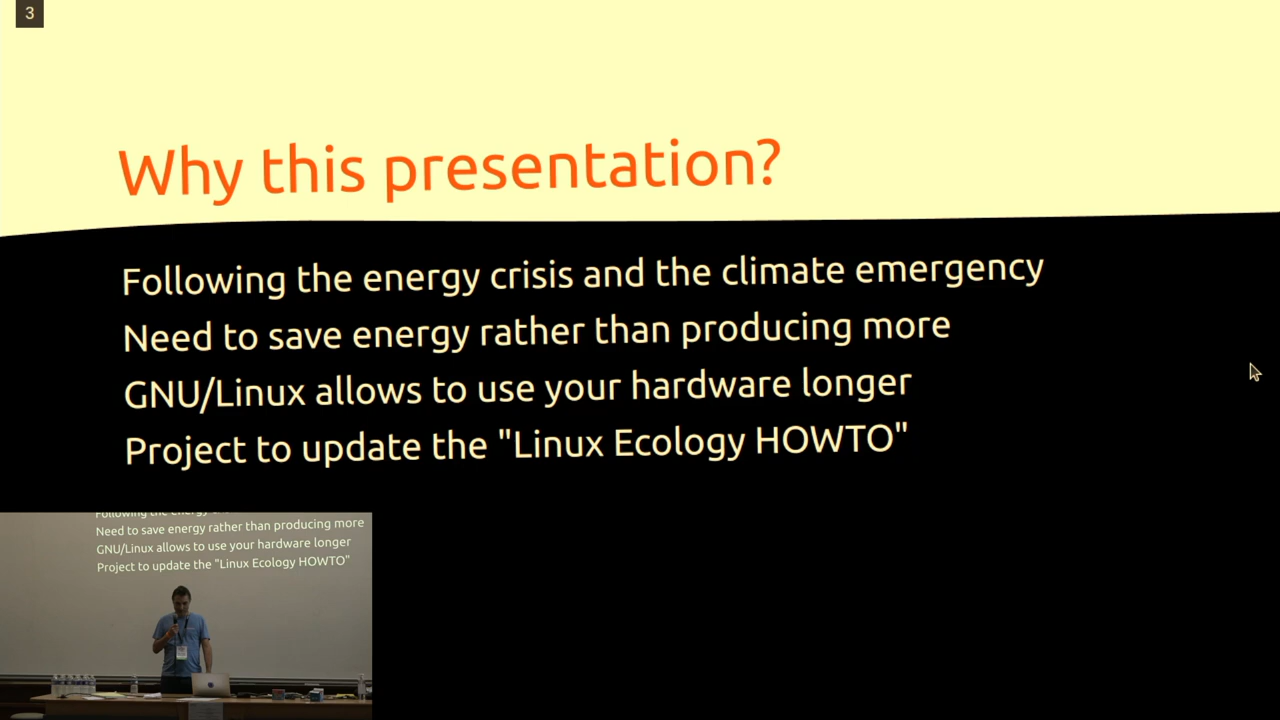 3
Why this presentation?
Following the energy crisis and the climate emergency
Need to save energy rather than producing more
GNU/Linux allows to use your hardware longer
Project to update the "Linux Ecology HOWTO"
Following the energy
Need to save energy rather than producing more
GNU/Linux allows to use your hardware longer
Project to update the "Linux Ecology HOWTO"